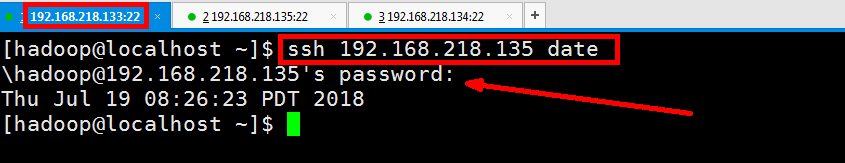 192.168.218.133:22 × 2 192.168.218.135:22 × 3 192.168.218.134:22 × +
[hadoop@localhost ~]$ ssh 192.168.218.135 date
\hadoop@192.168.218.135's password:
Thu Jul 19 08:26:23 PDT 2018
[hadoop@localhost ~]$